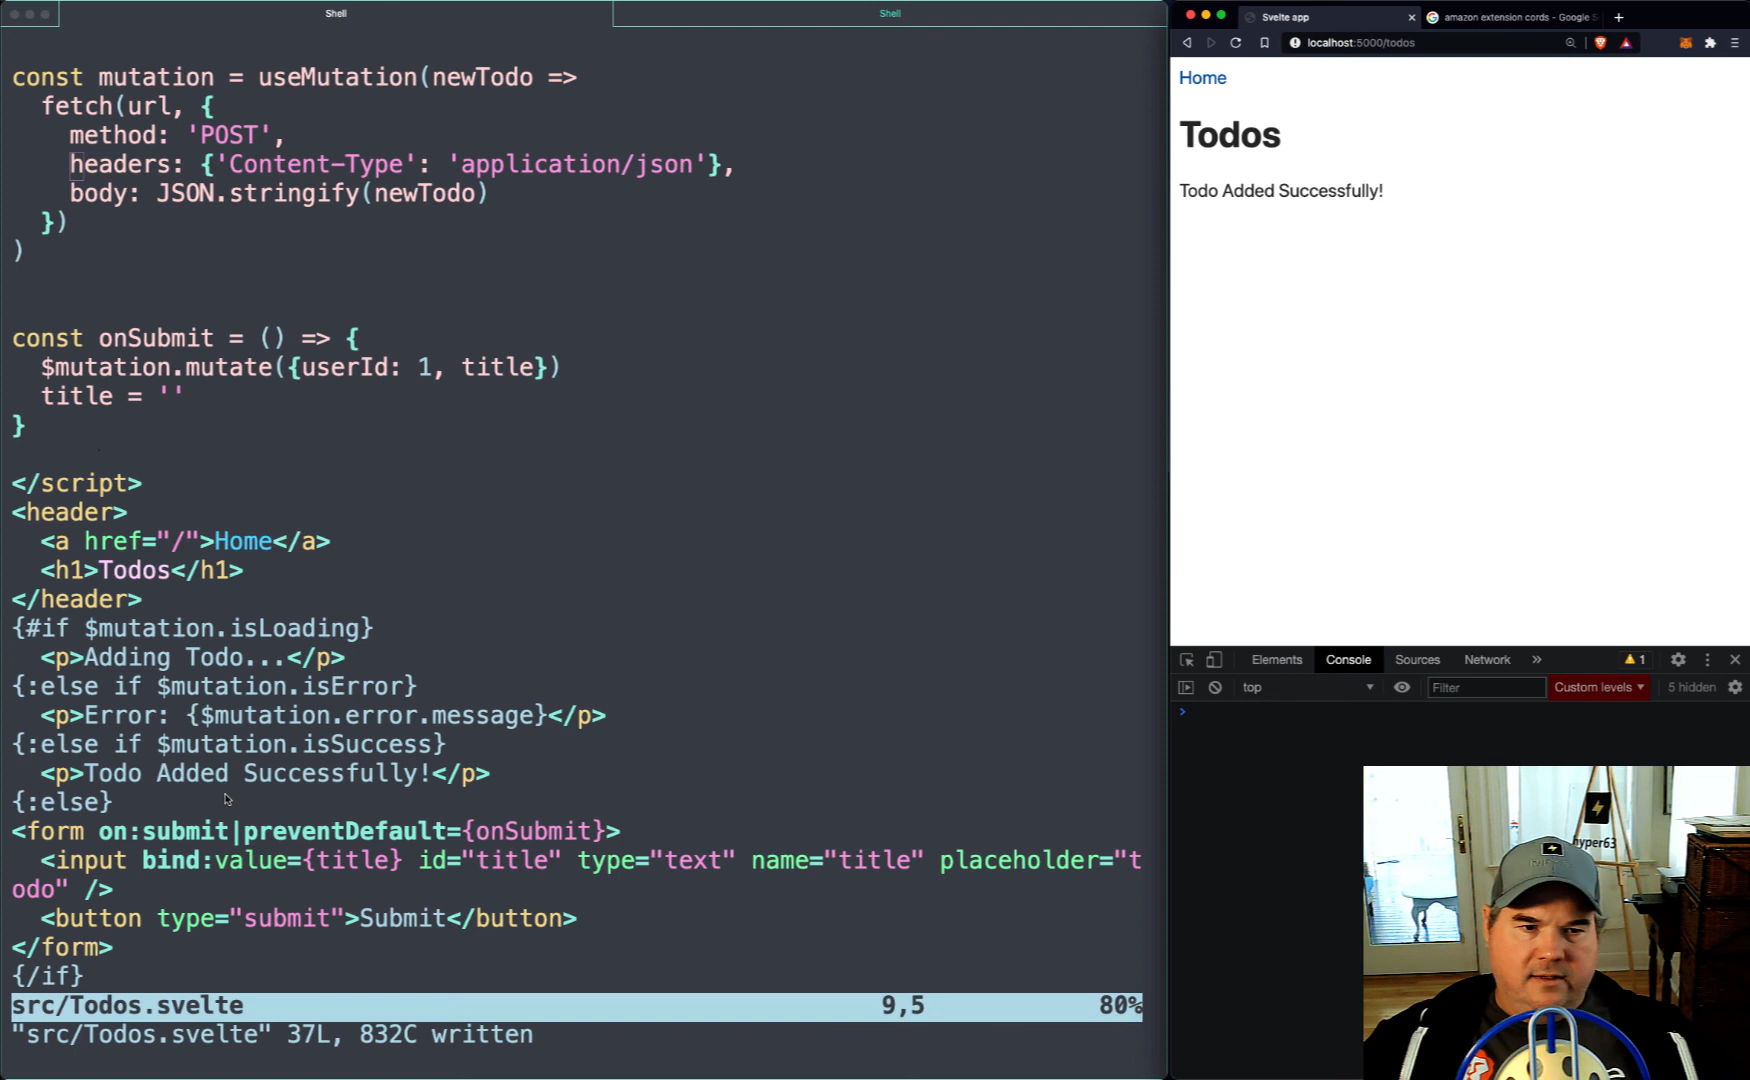 Shell
Shell
const mutation = useMutation(newTodo =>
fetch(url, {
method: 'POST',
headers: {'Content-Type': 'application/json'},
body: JSON.stringify(newTodo)
})
)
const onSubmit = () => {
$mutation.mutate({userId: 1, title})
title = ''
}
</script>
<header>
<a href="/">Home</a>
<h1>Todos</h1>
</header>
{#if $mutation.isLoading}
<p>Adding Todo...</p>
{:else if $mutation.isError}
<p>Error: {$mutation.error.message}</p>
{:else if $mutation.isSuccess}
<p>Todo Added Successfully!</p>
{:else}
<form on:submit|preventDefault={onSubmit}>
<input bind:value={title} id="title" type="text" name="title" placeholder="t
odo" />
<button type="submit">Submit</button>
</form>
{/if}
src/Todos.svelte 9,5 80%
"src/Todos.svelte" 37L, 832C written
Svelte app
amazon extension cords - Google S
localhost:5000/todos
Home
Todos
Todo Added Successfully!
Elements Console Sources Network » 1
top Filter Custom levels 5 hidden
>
hyper63